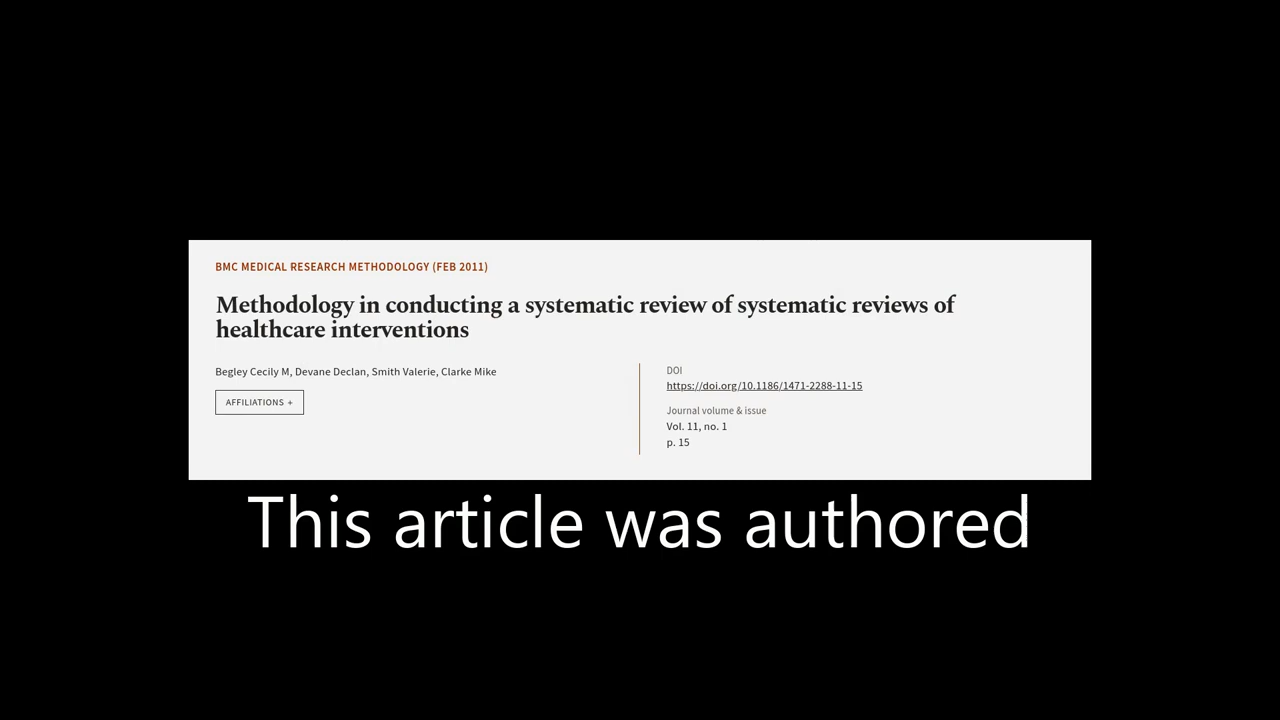 BMC MEDICAL RESEARCH METHODOLOGY (FEB 2011)
Methodology in conducting a systematic review of systematic reviews of
healthcare interventions
Begley Cecily M, Devane Declan, Smith Valerie, Clarke Mike
AFFILIATIONS +
DOI
https://doi.org/10.1186/1471-2288-11-15
Journal volume & issue
Vol. 11, no. 1
p. 15
This article was authored